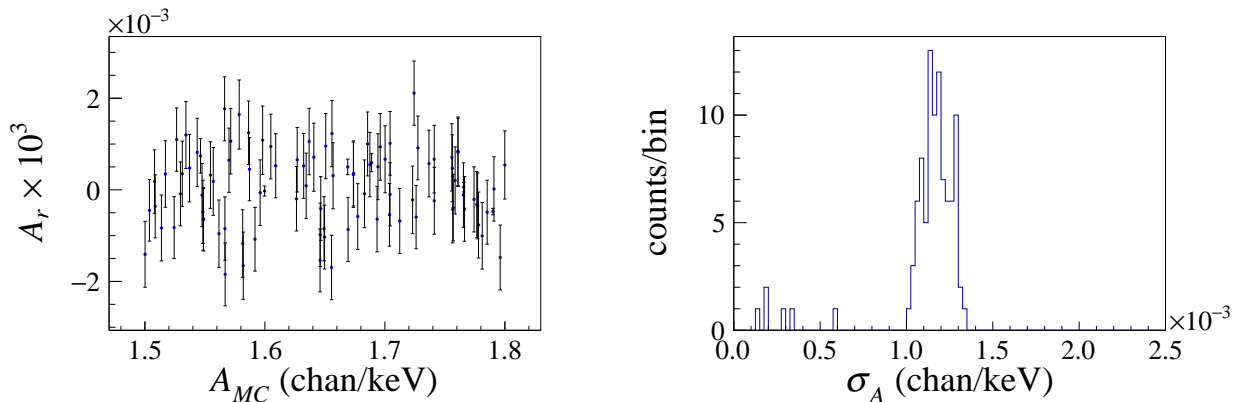 ×10⁻³
2
0
−2
A_r × 10³
1.5 1.6 1.7 1.8
A_MC (chan/keV)
10
5
0
counts/bin
0.0 0.5 1.0 1.5 2.0 2.5
×10⁻³
σ_A (chan/keV)